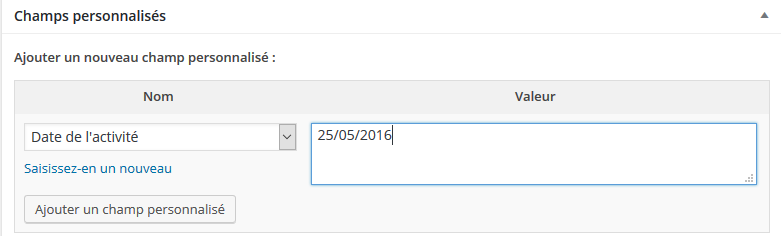 Champs personnalisés
Ajouter un nouveau champ personnalisé :
Nom Valeur
Date de l'activité 25/05/2016
Saisissez-en un nouveau
Ajouter un champ personnalisé